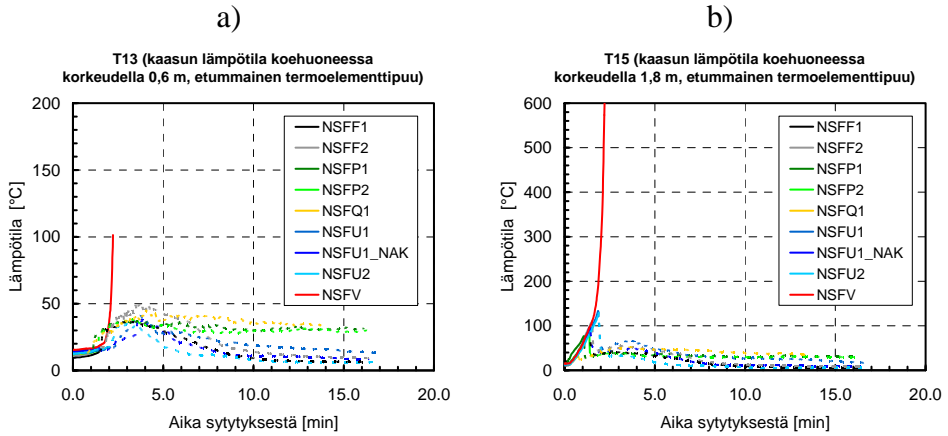 a)
T13 (kaasun lämpötila koehuoneessa
korkeudella 0,6 m, etummainen termoelementtipuu)
Lämpötila [°C]
200
150
100
50
0
NSFF1
NSFF2
NSFP1
NSFP2
NSFQ1
NSFU1
NSFU1_NAK
NSFU2
NSFV
0.0 5.0 10.0 15.0 20.0
Aika sytytyksestä [min]
b)
T15 (kaasun lämpötila koehuoneessa
korkeudella 1,8 m, etummainen termoelementtipuu)
Lämpötila [°C]
600
500
400
300
200
100
0
NSFF1
NSFF2
NSFP1
NSFP2
NSFQ1
NSFU1
NSFU1_NAK
NSFU2
NSFV
0.0 5.0 10.0 15.0 20.0
Aika sytytyksestä [min]